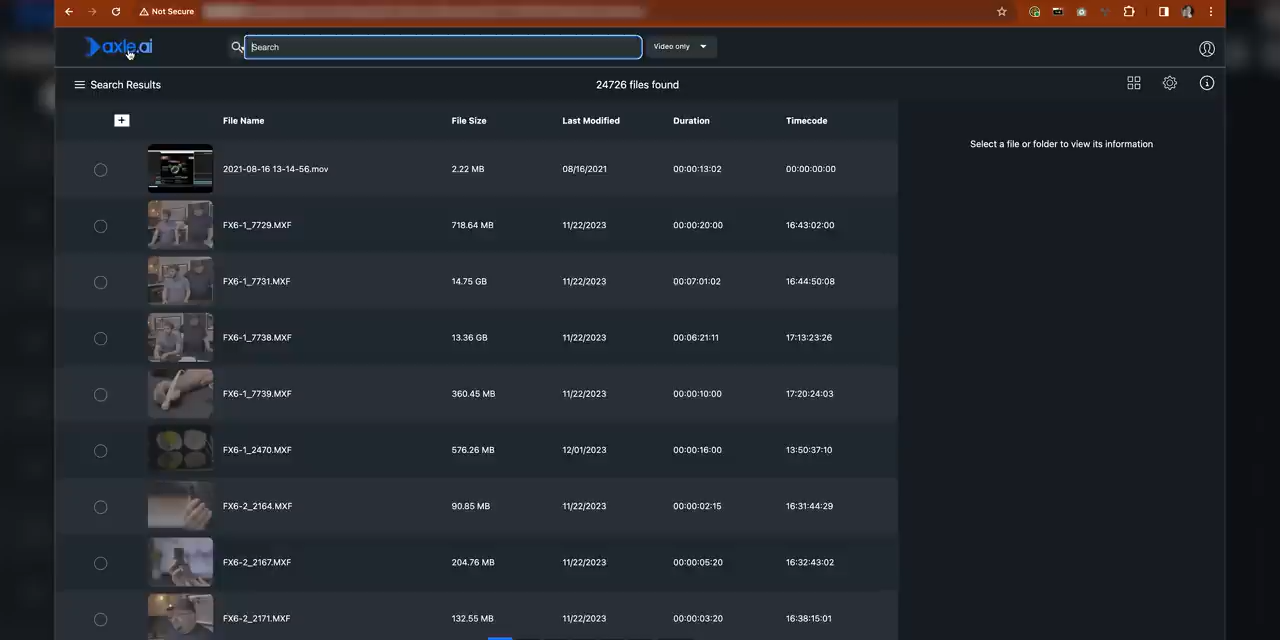 Not Secure
axle.ai
Search
Video only
Search Results
24726 files found
File Name File Size Last Modified Duration Timecode
Select a file or folder to view its information
2021-08-16 13-14-56.mov 2.22 MB 08/16/2021 00:00:13:02 00:00:00:00
FX6-1_7729.MXF 718.64 MB 11/22/2023 00:00:20:00 16:43:02:00
FX6-1_7731.MXF 14.75 GB 11/22/2023 00:07:01:02 16:44:50:08
FX6-1_7738.MXF 13.36 GB 11/22/2023 00:06:21:11 17:13:23:26
FX6-1_7739.MXF 360.45 MB 11/22/2023 00:00:10:00 17:20:24:03
FX6-1_2470.MXF 576.26 MB 12/01/2023 00:00:16:00 13:50:37:10
FX6-2_2164.MXF 90.85 MB 11/22/2023 00:00:02:15 16:31:44:29
FX6-2_2167.MXF 204.76 MB 11/22/2023 00:00:05:20 16:32:43:02
FX6-2_2171.MXF 132.55 MB 11/22/2023 00:00:03:20 16:38:15:01